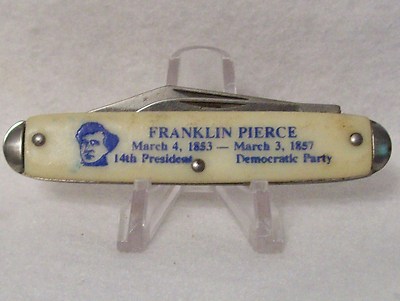 FRANKLIN PIERCE
March 4, 1853 — March 3, 1857
14th President Democratic Party